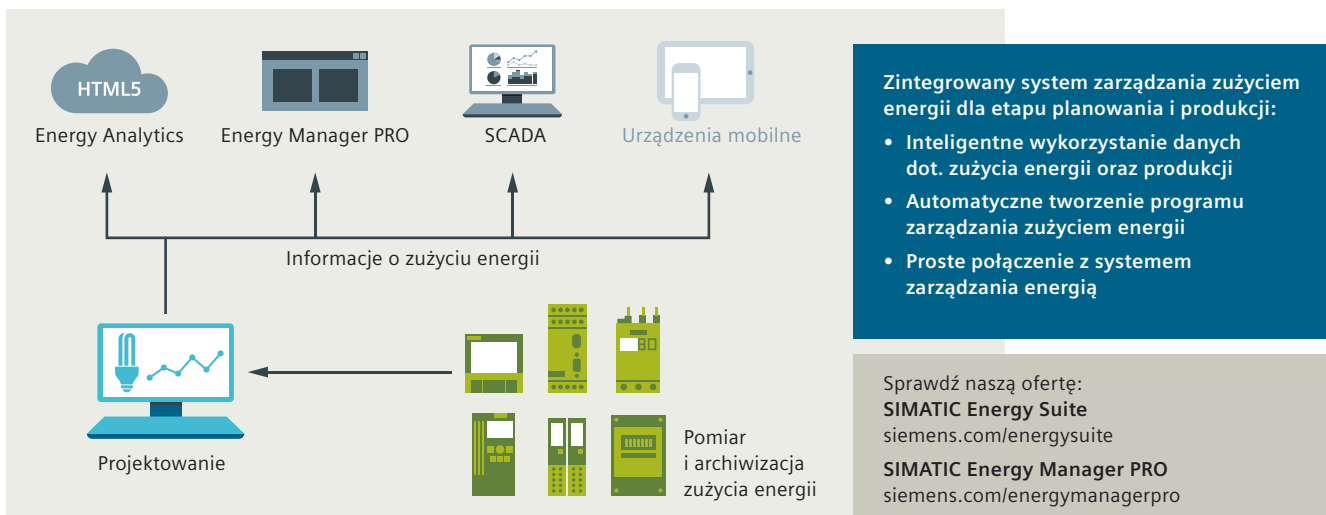 HTML5
Energy Analytics
Energy Manager PRO
SCADA
Urządzenia mobilne
Informacje o zużyciu energii
Projektowanie
Pomiar
i archiwizacja
zużycia energii
Zintegrowany system zarządzania zużyciem
energii dla etapu planowania i produkcji:
• Inteligentne wykorzystanie danych
dot. zużycia energii oraz produkcji
• Automatyczne tworzenie programu
zarządzania zużyciem energii
• Proste połączenie z systemem
zarządzania energią
Sprawdź naszą ofertę:
SIMATIC Energy Suite
siemens.com/energysuite
SIMATIC Energy Manager PRO
siemens.com/energymanagerpro